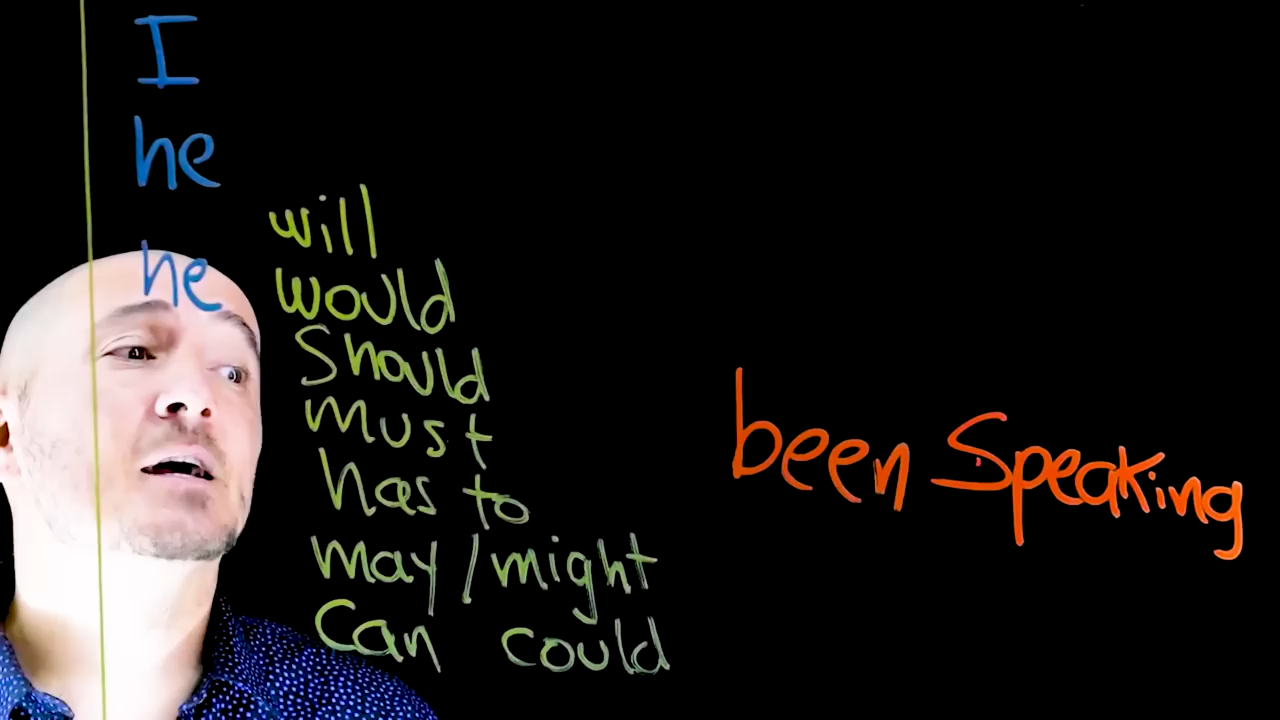 I
he
he
will
would
Should
must
has to
may/might
Can could
been Speaking